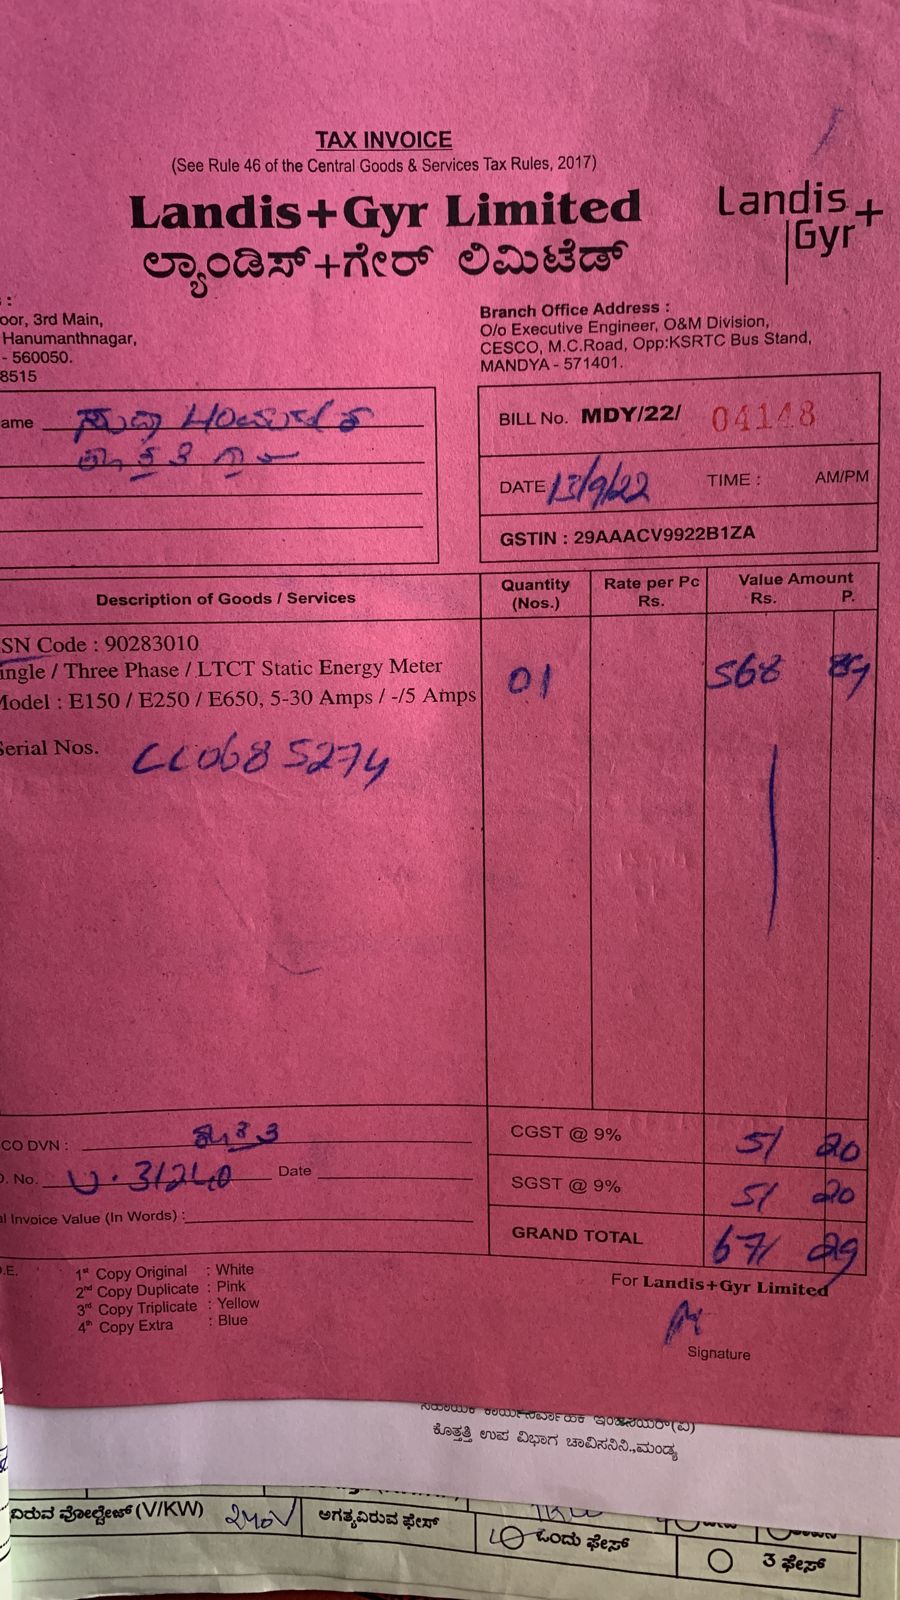 TAX INVOICE
(See Rule 46 of the Central Goods & Services Tax Rules, 2017)
Landis+Gyr Limited
Landis+
Gyr
ಲ್ಯಾಂಡಿಸ್+ಗೇರ್ ಲಿಮಿಟೆಡ್
oor, 3rd Main,
Hanumanthnagar,
- 560050.
8515
Branch Office Address :
O/o Executive Engineer, O&M Division,
CESCO, M.C.Road, Opp:KSRTC Bus Stand,
MANDYA - 571401.
ame
BILL No. MDY/22/ 04148
DATE 13/9/22 TIME : AM/PM
GSTIN : 29AAACV9922B1ZA
Description of Goods / Services Quantity (Nos.) Rate per Pc Rs. Value Amount Rs. P.
SN Code : 90283010
ingle / Three Phase / LTCT Static Energy Meter 01 568 89
Model : E150 / E250 / E650, 5-30 Amps / -/5 Amps
Serial Nos. CC0685274
CO DVN :
CGST @ 9% 51 20
. No. U.31240 Date
SGST @ 9% 51 20
al Invoice Value (In Words) :
GRAND TOTAL 671 29
.E.
1st Copy Original : White
2nd Copy Duplicate : Pink
3rd Copy Triplicate : Yellow
4th Copy Extra : Blue
For Landis+Gyr Limited
Signature
ಕೊತ್ತತ್ತಿ ಉಪ ವಿಭಾಗ ಚಾವಿಸನಿನಿ.,ಮಂಡ್ಯ
ವಿರುವ ವೋಲ್ಟೇಜ್ (V/KW) 240V ಅಗತ್ಯವಿರುವ ಫೇಸ್ ಒಂದು ಫೇಸ್ 3 ಫೇಸ್